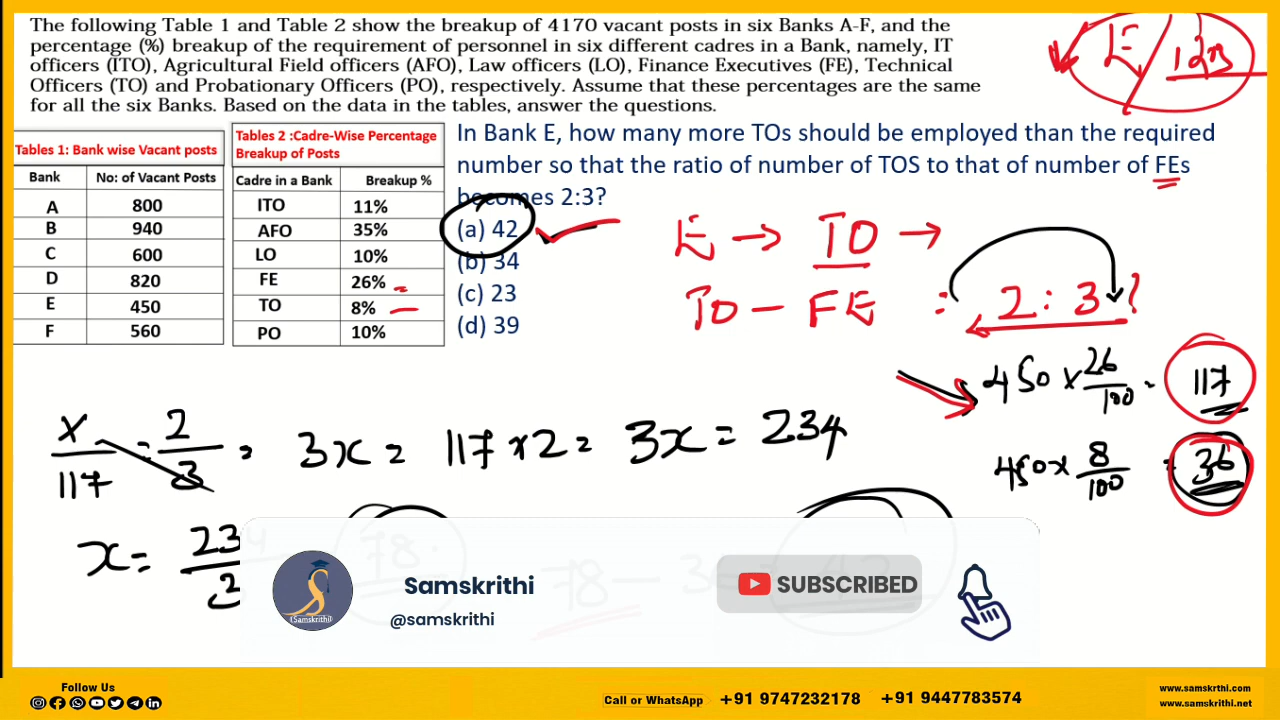 The following Table 1 and Table 2 show the breakup of 4170 vacant posts in six Banks A-F, and the
percentage (%) breakup of the requirement of personnel in six different cadres in a Bank, namely, IT
officers (ITO), Agricultural Field officers (AFO), Law officers (LO), Finance Executives (FE), Technical
Officers (TO) and Probationary Officers (PO), respectively. Assume that these percentages are the same
for all the six Banks. Based on the data in the tables, answer the questions.
Tables 1: Bank wise Vacant posts
Bank No: of Vacant Posts
A 800
B 940
C 600
D 820
E 450
F 560
Tables 2 :Cadre-Wise Percentage
Breakup of Posts
Cadre in a Bank Breakup %
ITO 11%
AFO 35%
LO 10%
FE 26%
TO 8%
PO 10%
In Bank E, how many more TOs should be employed than the required
number so that the ratio of number of TOS to that of number of FEs
becomes 2:3?
(a) 42
(b) 34
(c) 23
(d) 39
E → TO →
TO — FE = 2:3?
450 × 26/100 = 117
450 × 8/100 = 36
x/117 = 2/3 = 3x = 117 × 2 = 3x = 234
x =
78
78 –
42
Samskrithi
@samskrithi
(Samskrithi)
SUBSCRIBED
Follow Us
Call or WhatsApp +91 9747232178 +91 9447783574
www.samskrthi.com
www.samskrithi.net